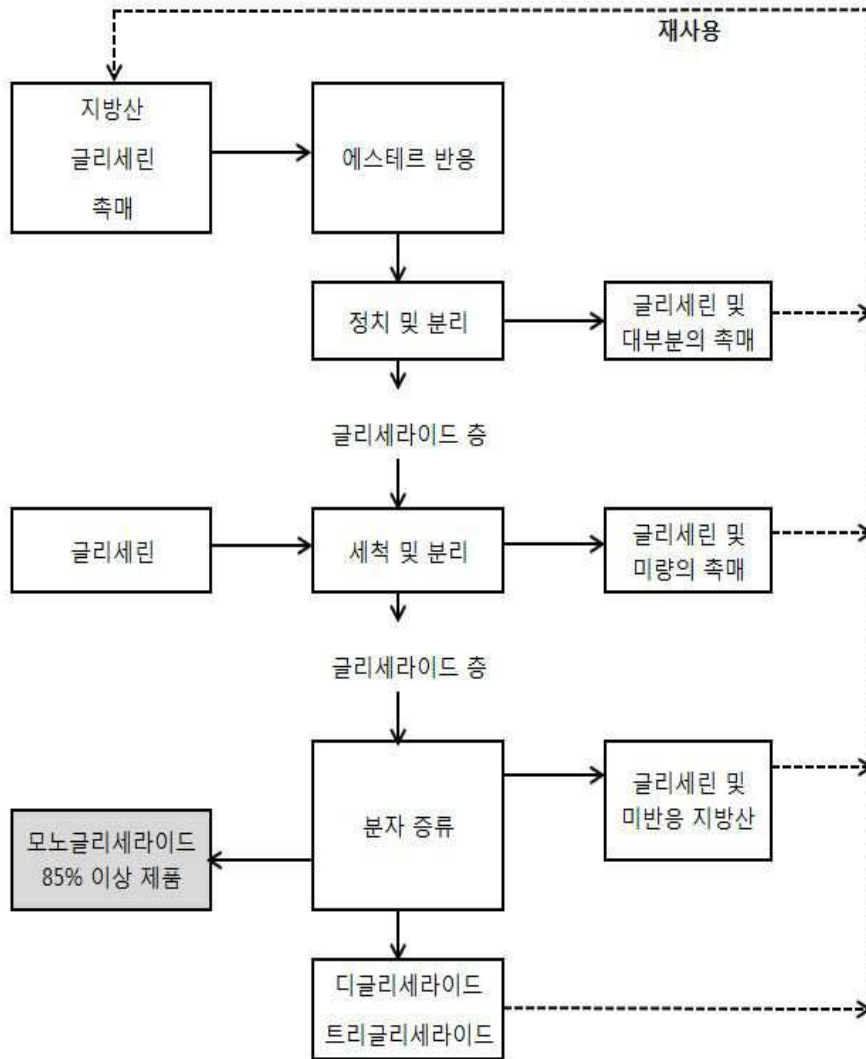 재사용
지방산
글리세린
촉매
에스테르 반응
정치 및 분리
글리세린 및
대부분의 촉매
글리세라이드 층
글리세린
세척 및 분리
글리세린 및
미량의 촉매
글리세라이드 층
분자 증류
글리세린 및
미반응 지방산
모노글리세라이드
85% 이상 제품
디글리세라이드
트리글리세라이드